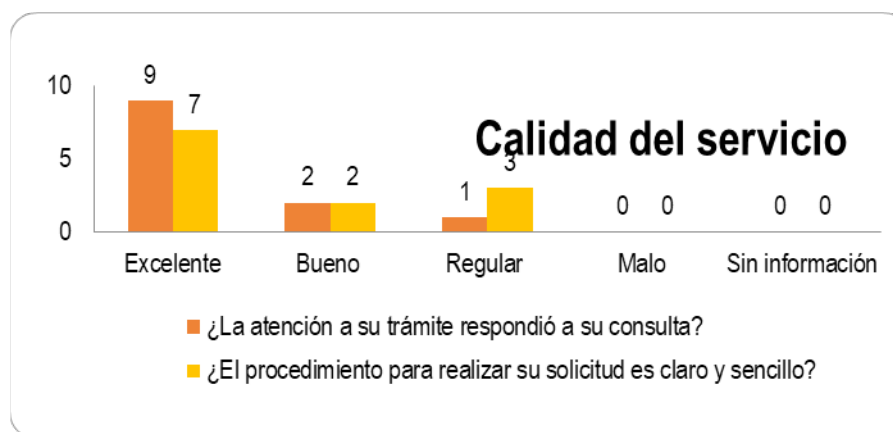 Calidad del servicio
10
5
0
9
7
2
2
1
3
0
0
0
0
Excelente
Bueno
Regular
Malo
Sin información
¿La atención a su trámite respondió a su consulta?
¿El procedimiento para realizar su solicitud es claro y sencillo?